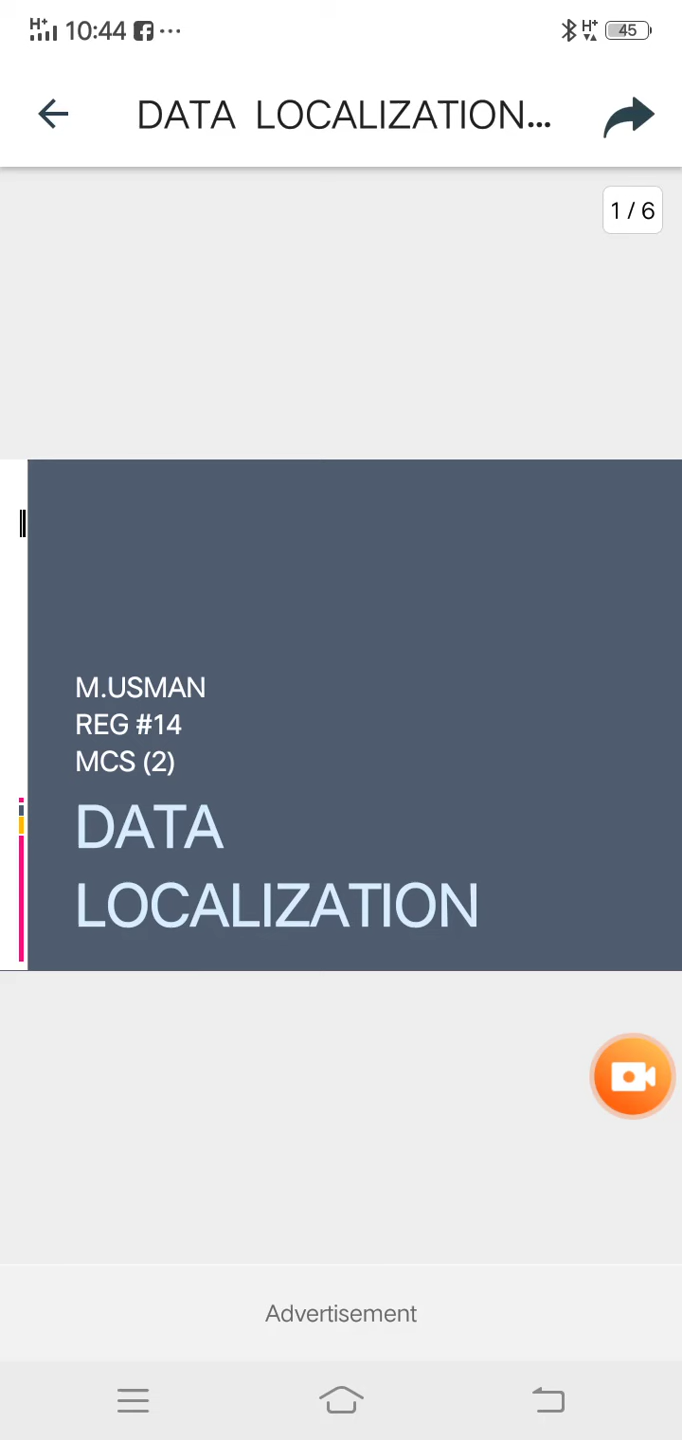 H+ 10:44 ... H+ 45
DATA LOCALIZATION...
1 / 6
M.USMAN
REG #14
MCS (2)
DATA
LOCALIZATION
Advertisement